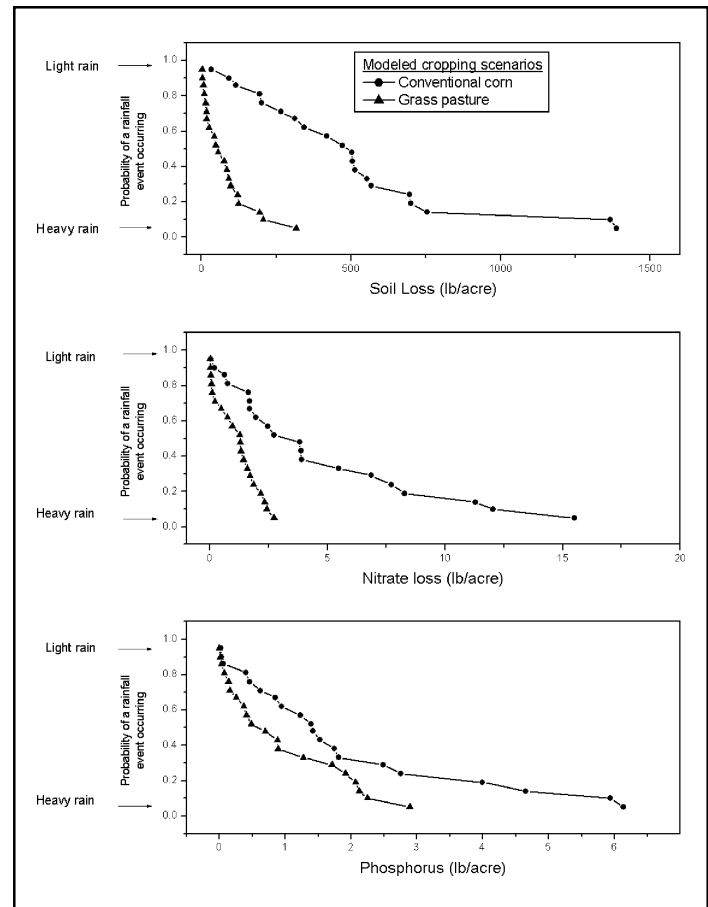 Light rain
Heavy rain
Probability of a rainfall
event occurring
1.0
0.8
0.6
0.4
0.2
0.0
Modeled cropping scenarios
Conventional corn
Grass pasture
0
500
1000
1500
Soil Loss (lb/acre)
Light rain
Heavy rain
Probability of a rainfall
event occurring
1.0
0.8
0.6
0.4
0.2
0.0
0
5
10
15
20
Nitrate loss (lb/acre)
Light rain
Heavy rain
Probability of a rainfall
event occurring
1.0
0.8
0.6
0.4
0.2
0.0
0
1
2
3
4
5
6
Phosphorus (lb/acre)